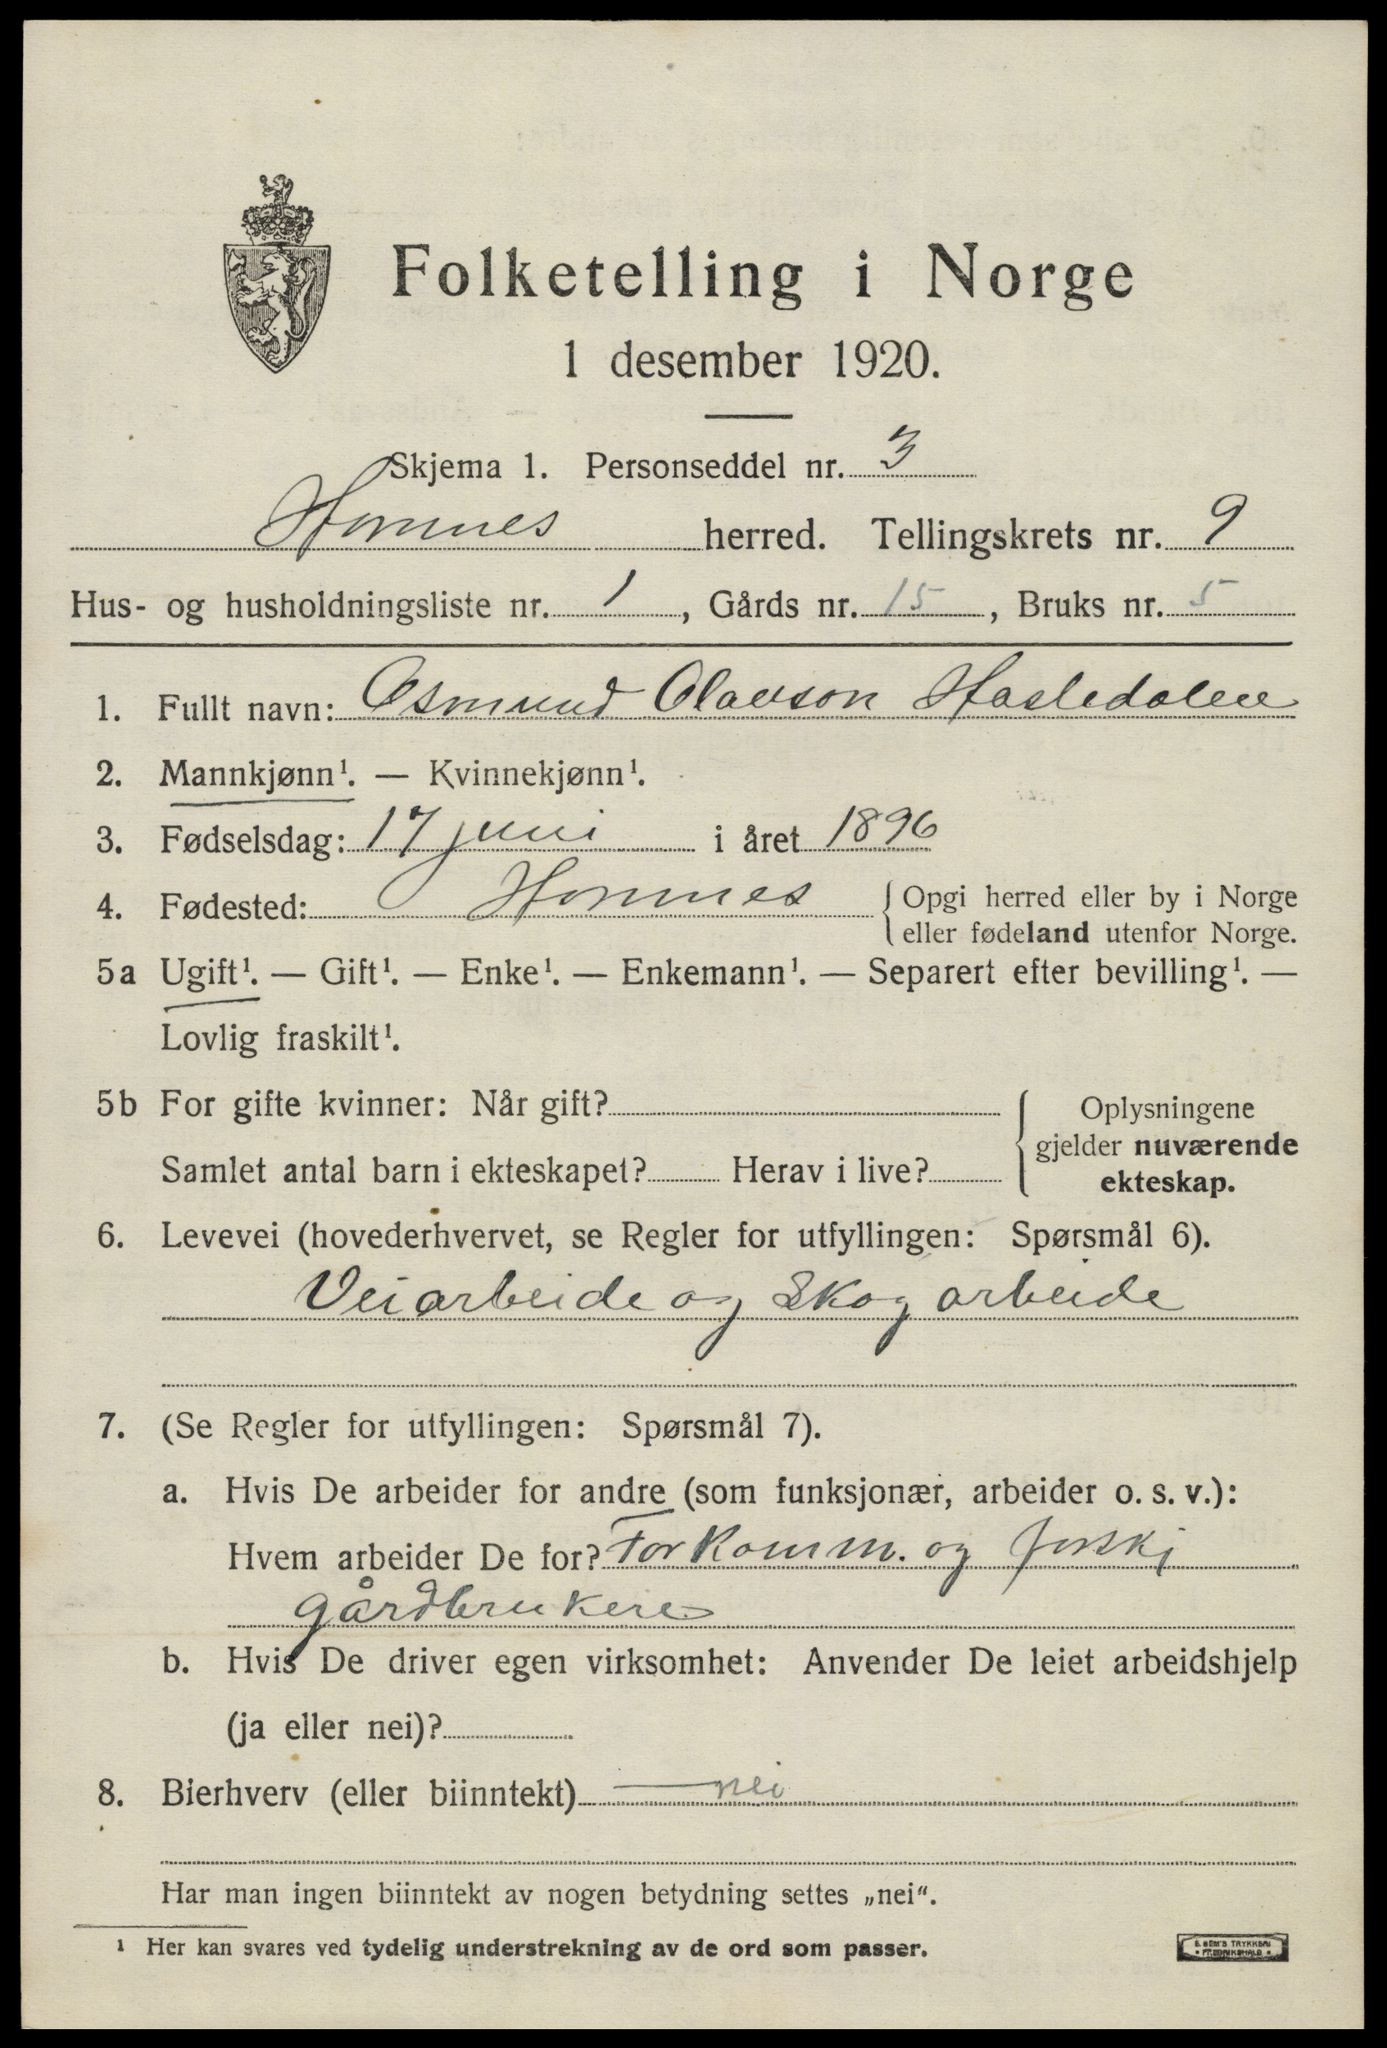 Folketelling i Norge
1 desember 1920.
Skjema 1. Personseddel nr. 3
Hornnes herred. Tellingskrets nr. 9
Hus- og husholdningsliste nr. 1, Gårds nr. 15, Bruks nr. 5
1. Fullt navn: Osmund Olavson Hasledalen
2. Mannkjønn¹. — Kvinnekjønn¹.
3. Fødselsdag: 17 juni i året 1896
4. Fødested: Hornnes { Opgi herred eller by i Norge
eller fødeland utenfor Norge.
5a Ugift¹. — Gift¹. — Enke¹. — Enkemann¹. — Separert efter bevilling¹. —
Lovlig fraskilt¹.
5b For gifte kvinner: Når gift?
Samlet antal barn i ekteskapet? Herav i live?
Oplysningene
gjelder nuværende
ekteskap.
6. Levevei (hovederhvervet, se Regler for utfyllingen: Spørsmål 6).
Veiarbeide og Skog arbeide
7. (Se Regler for utfyllingen: Spørsmål 7).
a. Hvis De arbeider for andre (som funksjonær, arbeider o. s. v.):
Hvem arbeider De for? For Komm. og forskj
gårdbrukere
b. Hvis De driver egen virksomhet: Anvender De leiet arbeidshjelp
(ja eller nei)?
8. Bierhverv (eller biinntekt) — nei
Har man ingen biinntekt av nogen betydning settes „nei“.
¹ Her kan svares ved tydelig understrekning av de ord som passer.
E. SEM'S TRYKKERI
FREDRIKSHALD